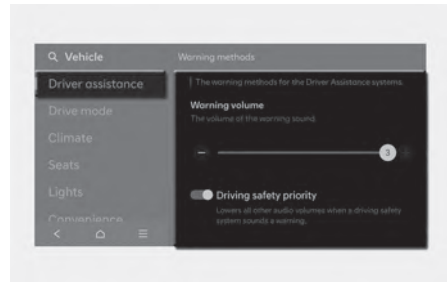 Vehicle
Warning methods
Driver assistance
Drive mode
Climate
Seats
Lights
Convenience
The warning methods for the Driver Assistance systems.
Warning volume
The volume of the warning sound.
3
Driving safety priority
Lowers all other audio volumes when a driving safety
system sounds a warning.